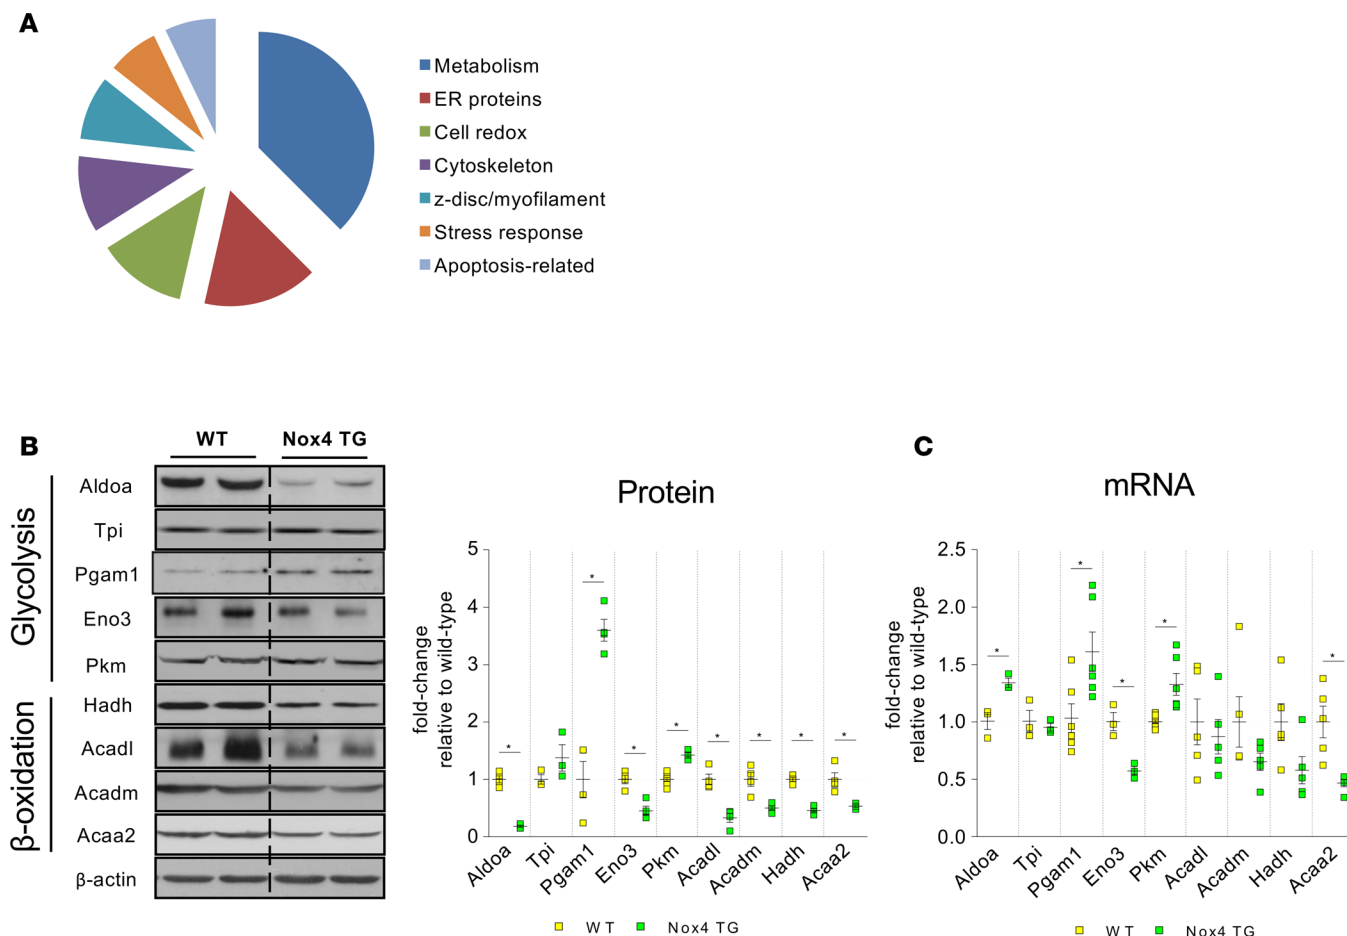 A
Metabolism
ER proteins
Cell redox
Cytoskeleton
z-disc/myofilament
Stress response
Apoptosis-related
B
WT
Nox4 TG
Glycolysis
Aldoa
Tpi
Pgam1
Eno3
Pkm
β-oxidation
Hadh
Acadl
Acadm
Acaa2
β-actin
Protein
fold-change
relative to wild-type
5
4
3
2
1
0
* * * * * * * *
Aldoa
Tpi
Pgam1
Eno3
Pkm
Acadl
Acadm
Hadh
Acaa2
WT
Nox4 TG
C
mRNA
fold-change
relative to wild-type
2.5
2.0
1.5
1.0
0.5
0.0
* * * * *
Aldoa
Tpi
Pgam1
Eno3
Pkm
Acadl
Acadm
Hadh
Acaa2
WT
Nox4 TG